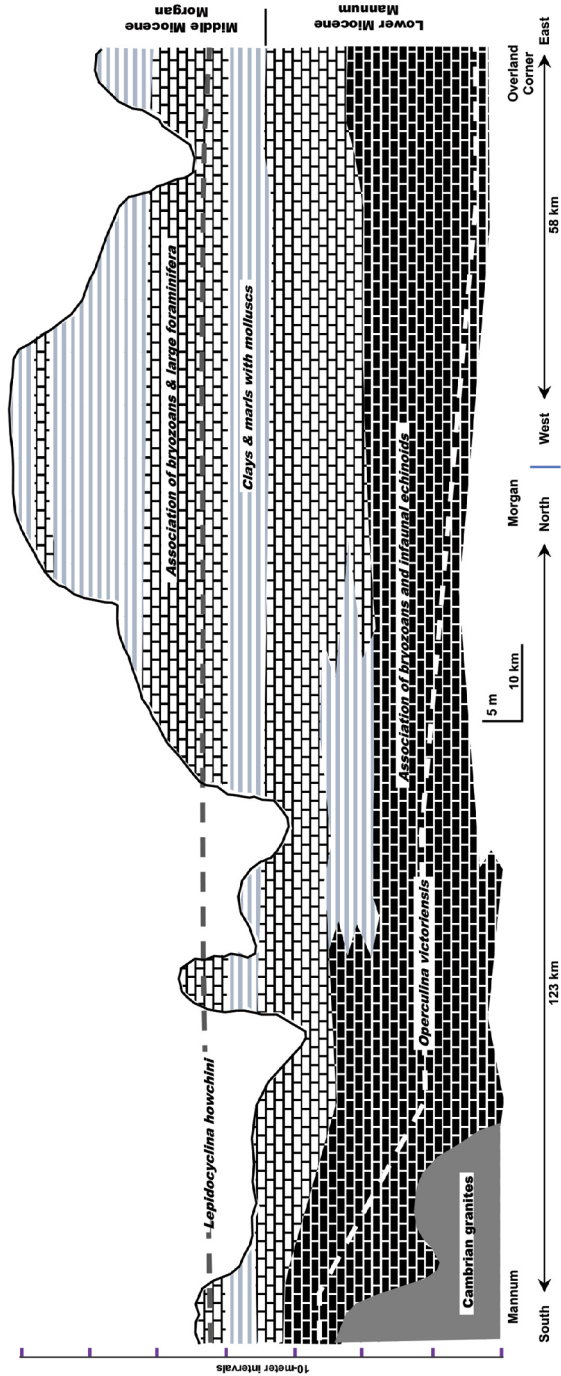 Middle Miocene
Morgan
Lower Miocene
Mannum
Lepidocyclina howchini
Association of bryozoans & large foraminifera
Clays & marls with molluscs
Operculina victoriensis
Association of bryozoans and infaunal echinoids
Cambrian granites
5 m
10 km
10-meter intervals
Mannum
Morgan
Overland
Corner
South
123 km
North
West
58 km
East